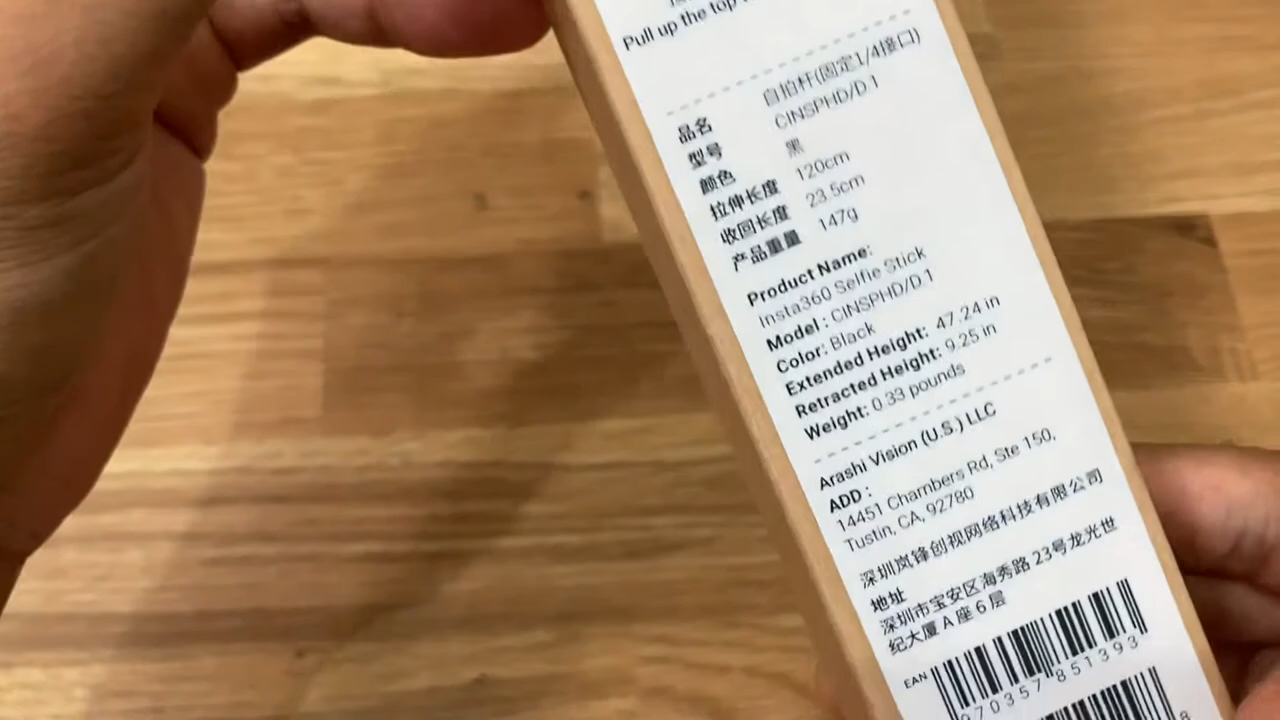 Pull up the top
品名 自拍杆(固定1/4接口)
型号 CINSPHD/D.1
颜色 黑
拉伸长度 120cm
收回长度 23.5cm
产品重量 147g
Product Name:
Insta360 Selfie Stick
Model : CINSPHD/D.1
Color: Black
Extended Height: 47.24 in
Retracted Height: 9.25 in
Weight: 0.33 pounds
Arashi Vision (U.S.) LLC
ADD :
14451 Chambers Rd, Ste 150,
Tustin, CA, 92780
深圳岚锋创视网络科技有限公司
地址
深圳市宝安区海秀路 23号龙光世
纪大厦 A 座 6 层
EAN
970357 851393